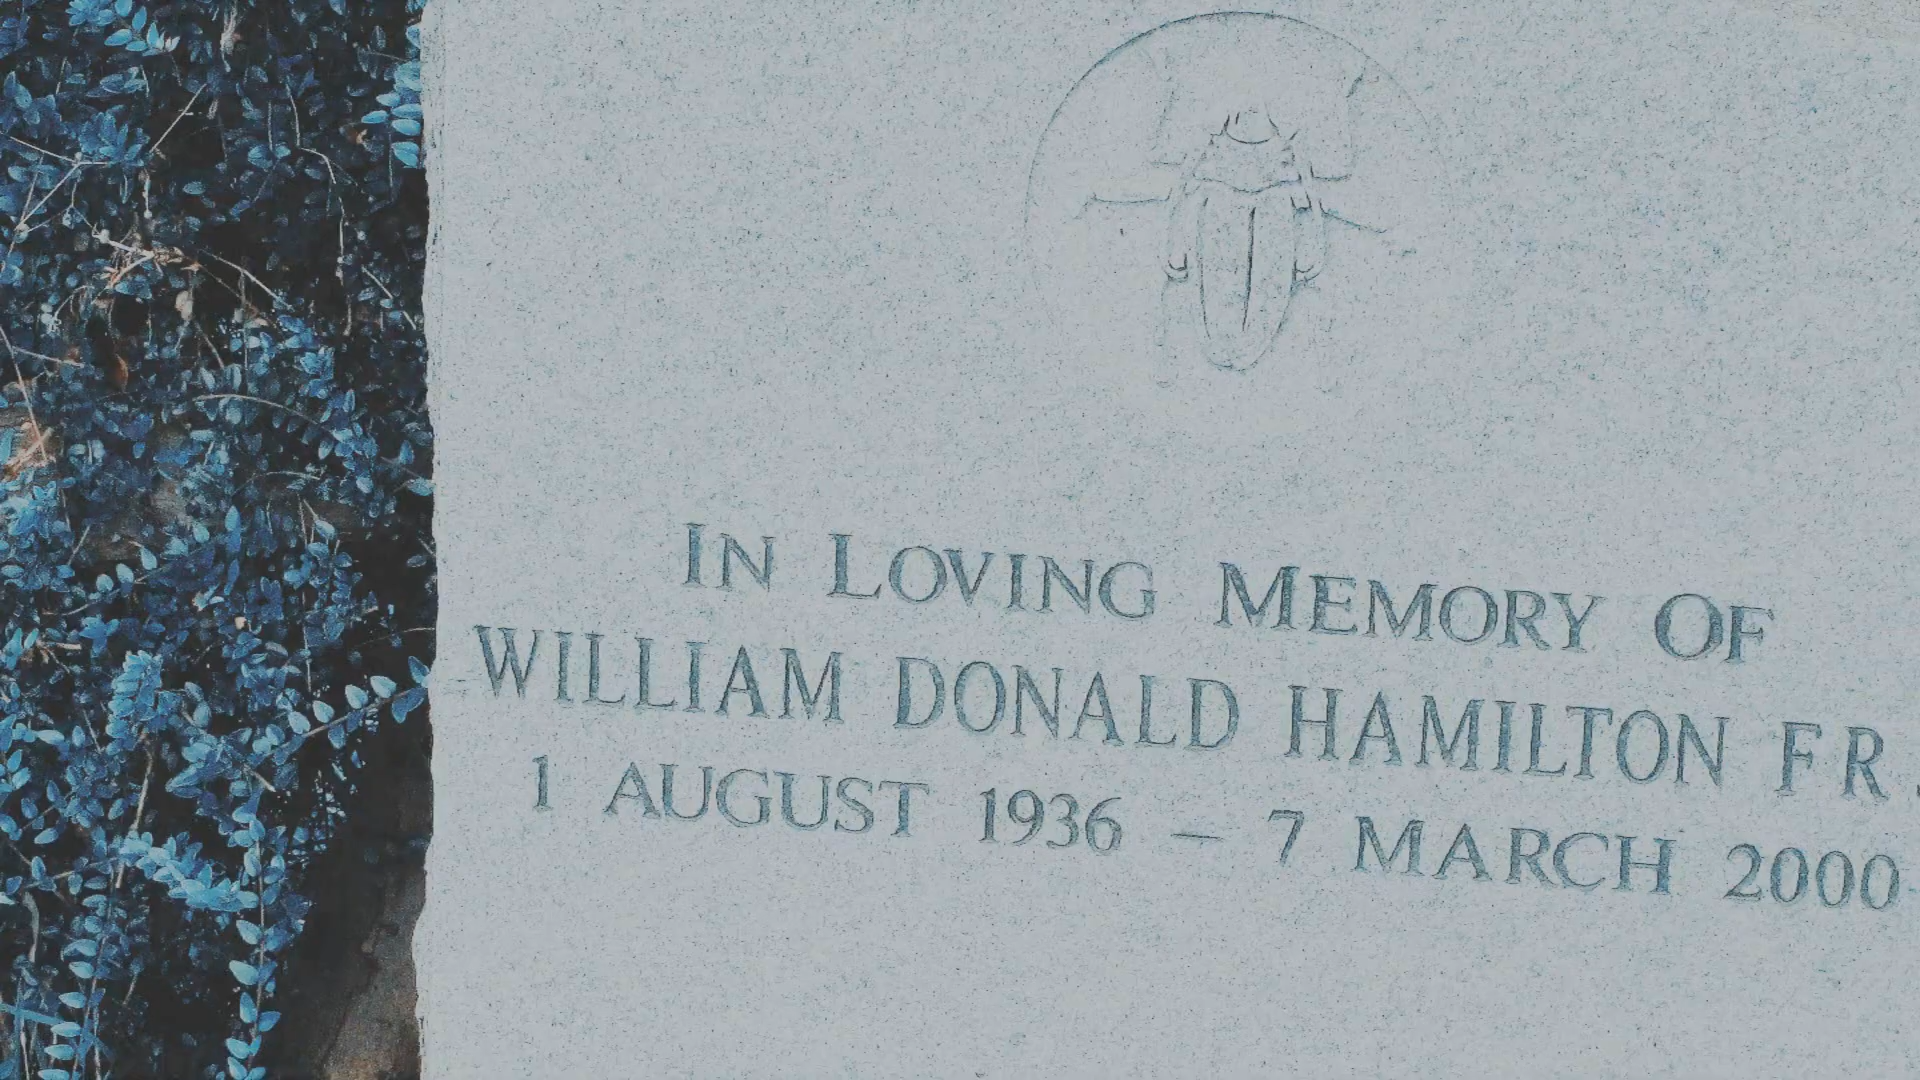 IN LOVING MEMORY OF
WILLIAM DONALD HAMILTON F R.
1 AUGUST 1936 – 7 MARCH 2000